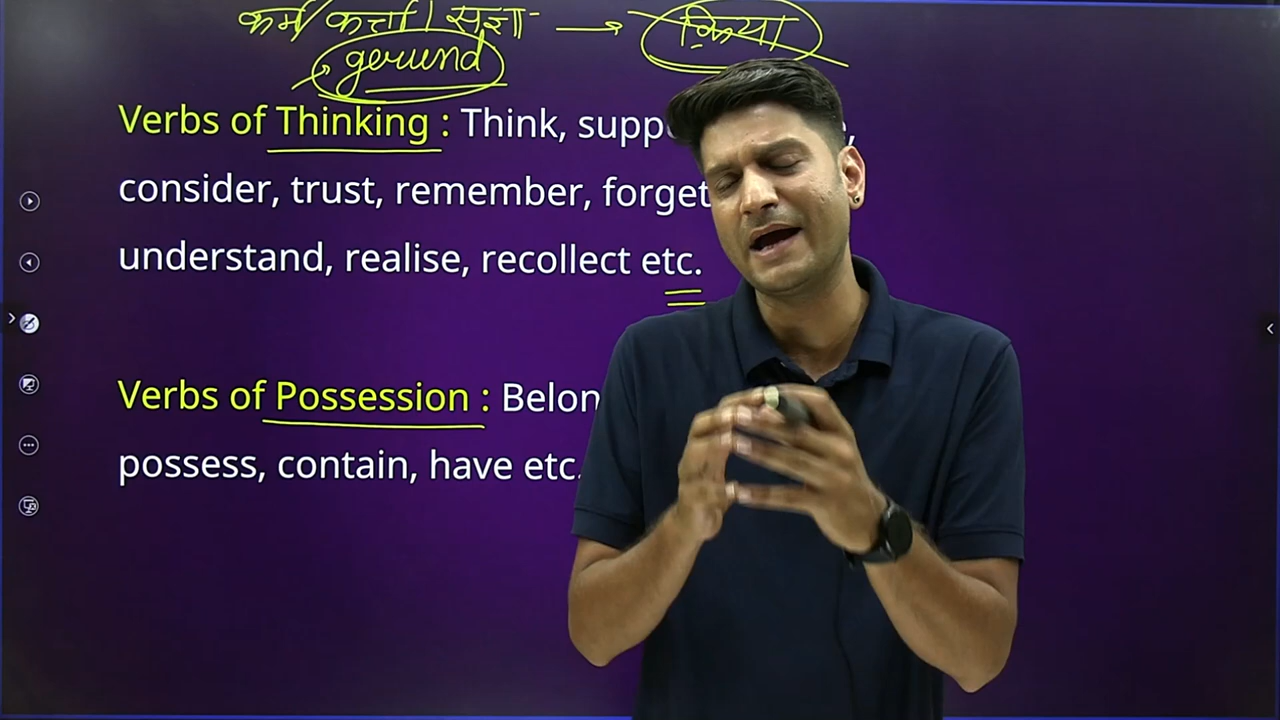 कर्म/ कर्त्ता/ संज्ञा → क्रिया
gerund
Verbs of Thinking : Think, supp
consider, trust, remember, forget
understand, realise, recollect etc.
Verbs of Possession : Belon
possess, contain, have etc.